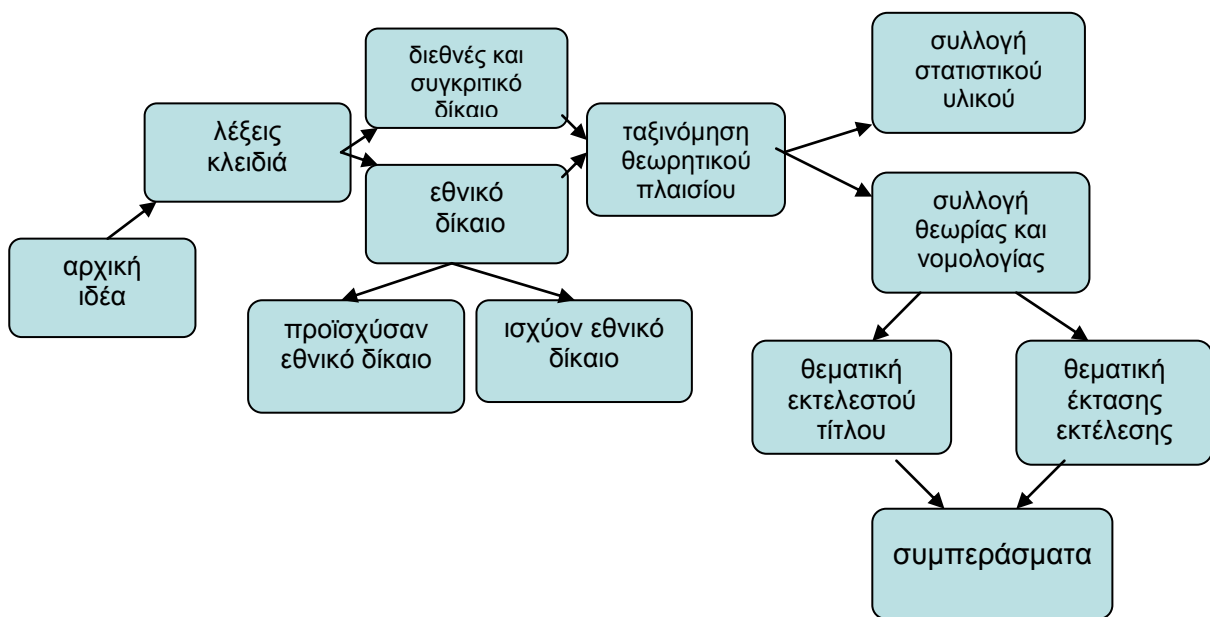 αρχική
ιδέα
λέξεις
κλειδιά
διεθνές και
συγκριτικό
δίκαιο
εθνικό
δίκαιο
προϊσχύσαν
εθνικό δίκαιο
ισχύον εθνικό
δίκαιο
ταξινόμηση
θεωρητικού
πλαισίου
συλλογή
στατιστικού
υλικού
συλλογή
θεωρίας και
νομολογίας
θεματική
εκτελεστού
τίτλου
θεματική
έκτασης
εκτέλεσης
συμπεράσματα